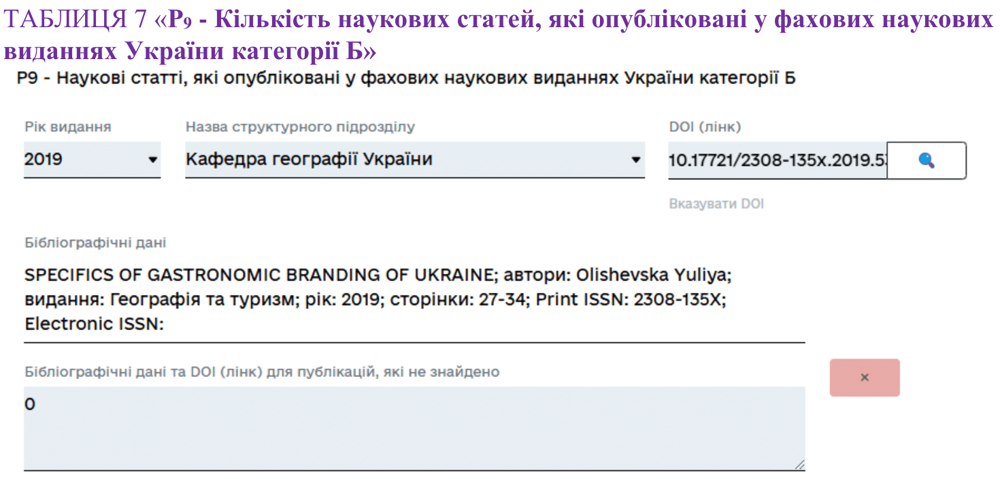 ТАБЛИЦЯ 7 «Р₉ - Кількість наукових статей, які опубліковані у фахових наукових
виданнях України категорії Б»
Р9 - Наукові статті, які опубліковані у фахових наукових виданнях України категорії Б
Рік видання Назва структурного підрозділу DOI (лінк)
2019 Кафедра географії України 10.17721/2308-135x.2019.53
Вказувати DOI
Бібліографічні дані
SPECIFICS OF GASTRONOMIC BRANDING OF UKRAINE; автори: Olishevska Yuliya;
видання: Географія та туризм; рік: 2019; сторінки: 27-34; Print ISSN: 2308-135X;
Electronic ISSN:
Бібліографічні дані та DOI (лінк) для публікацій, які не знайдено
×
0